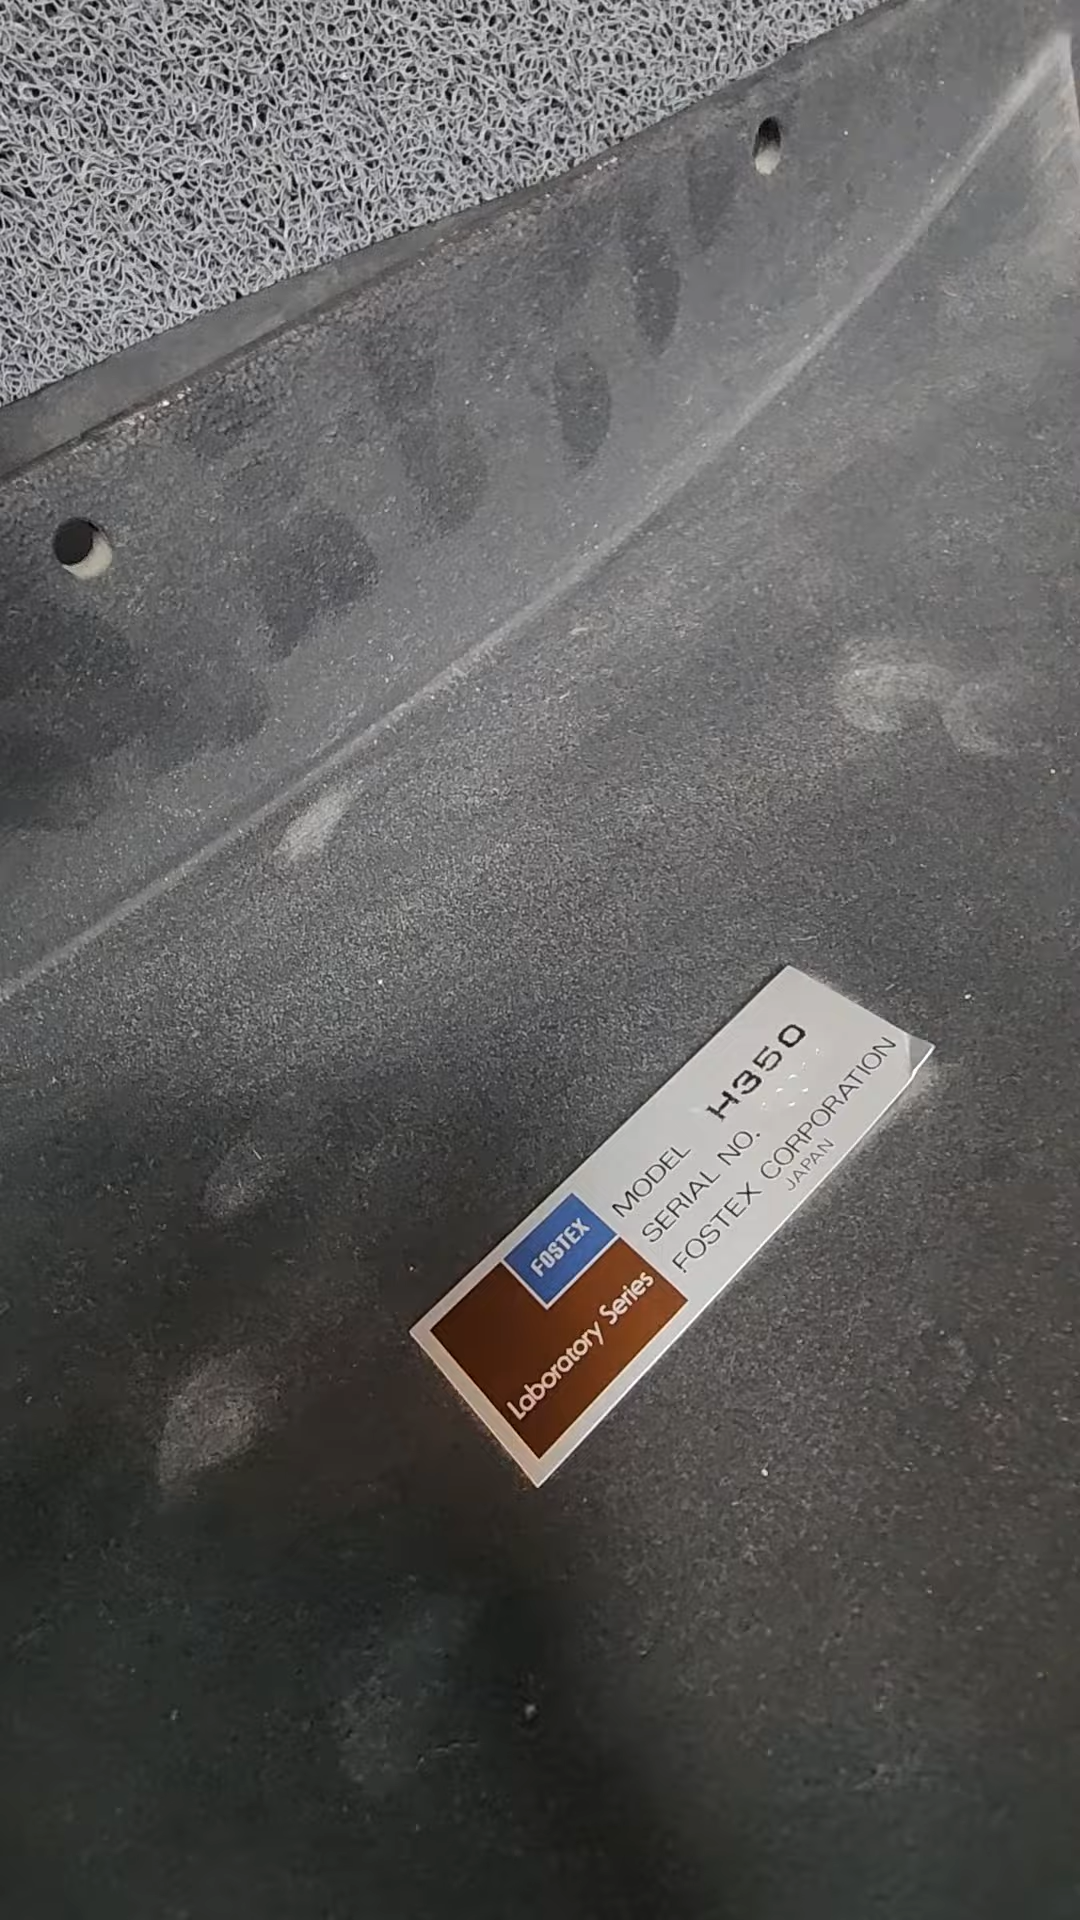 FOSTEX
Laboratory Series
MODEL H350
SERIAL NO.
FOSTEX CORPORATION
JAPAN